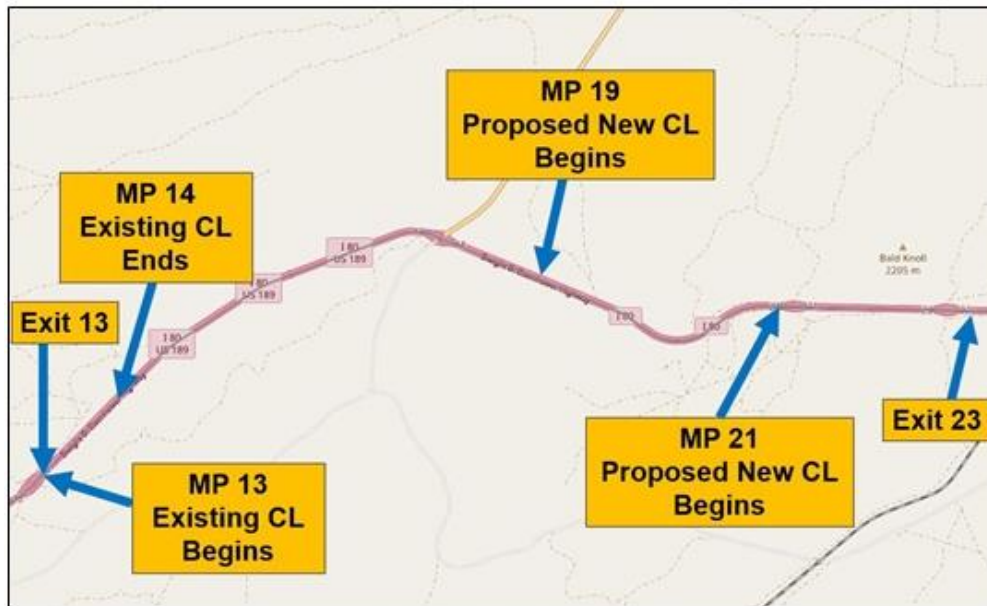 MP 19
Proposed New CL
Begins
MP 14
Existing CL
Ends
I 80
US 189
I 80
US 189
I 80
US 189
Bald Knoll
2205 m
Exit 13
I 80
I 80
Exit 23
MP 21
Proposed New CL
Begins
MP 13
Existing CL
Begins